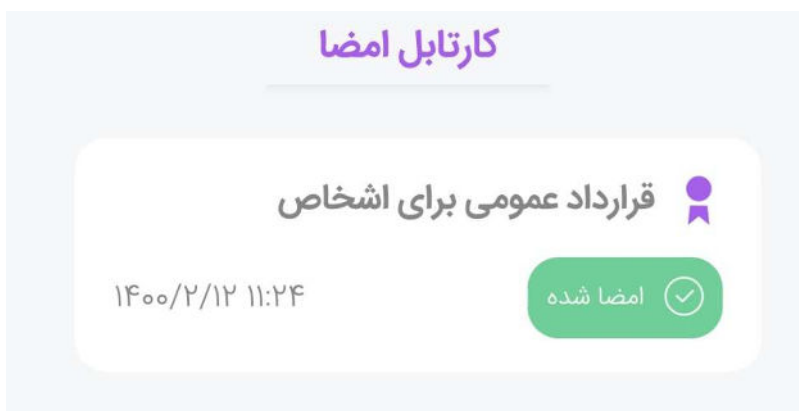 کارتابل امضا
قرارداد عمومی برای اشخاص
امضا شده
۱۴۰۰/۲/۱۲ ۱۱:۲۴